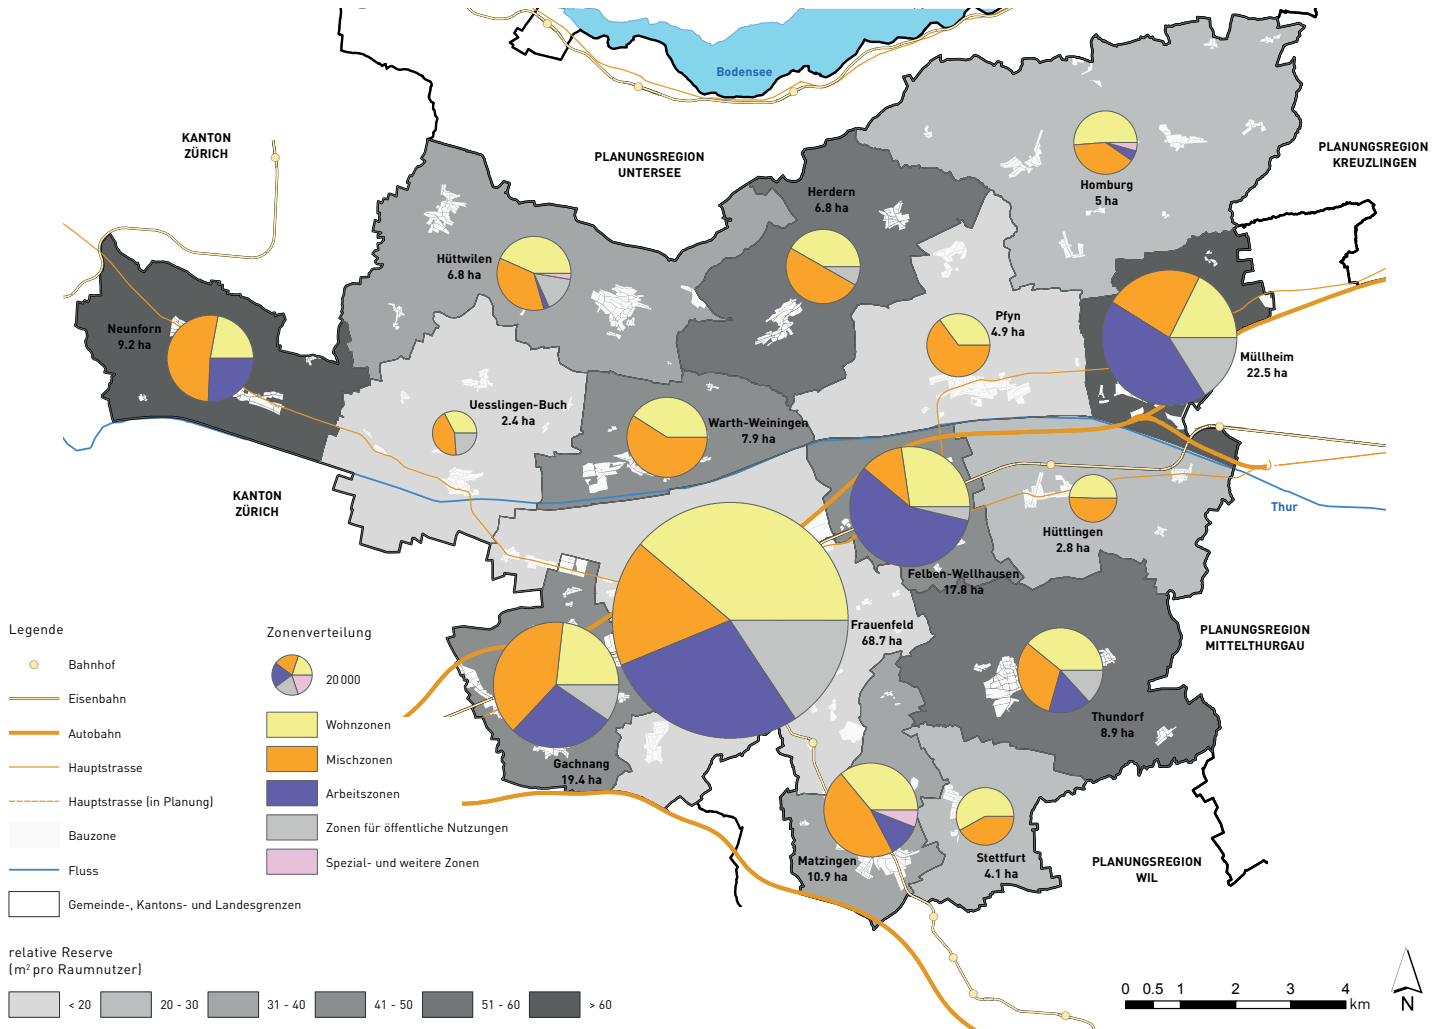 Bodensee
KANTON
ZÜRICH
PLANUNGSREGION
UNTERSEE
PLANUNGSREGION
KREUZLINGEN
Homburg
5 ha
Herdern
6.8 ha
Hüttwilen
6.8 ha
Neunforn
9.2 ha
Pfyn
4.9 ha
Müllheim
22.5 ha
Uesslingen-Buch
2.4 ha
Warth-Weiningen
7.9 ha
KANTON
ZÜRICH
Thur
Hüttlingen
2.8 ha
Felben-Wellhausen
17.8 ha
Frauenfeld
68.7 ha
PLANUNGSREGION
MITTELTHURGAU
Thundorf
8.9 ha
Gachnang
19.4 ha
Matzingen
10.9 ha
Stettfurt
4.1 ha
PLANUNGSREGION
WIL
Legende
Bahnhof
Eisenbahn
Autobahn
Hauptstrasse
Hauptstrasse (in Planung)
Bauzone
Fluss
Gemeinde-, Kantons- und Landesgrenzen
Zonenverteilung
20 000
Wohnzonen
Mischzonen
Arbeitszonen
Zonen für öffentliche Nutzungen
Spezial- und weitere Zonen
relative Reserve
(m² pro Raumnutzer)
< 20
20 - 30
31 - 40
41 - 50
51 - 60
> 60
0 0.5 1 2 3 4
km
N